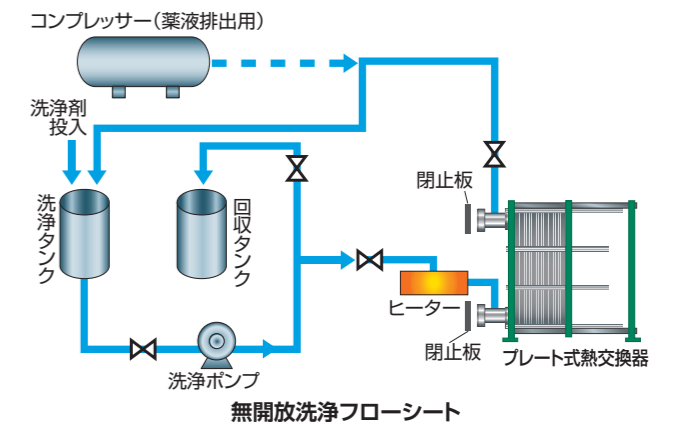 コンプレッサー（薬液排出用）
洗浄剤
投入
洗浄タンク
回収タンク
閉止板
ヒーター
閉止板
プレート式熱交換器
洗浄ポンプ
無開放洗浄フローシート